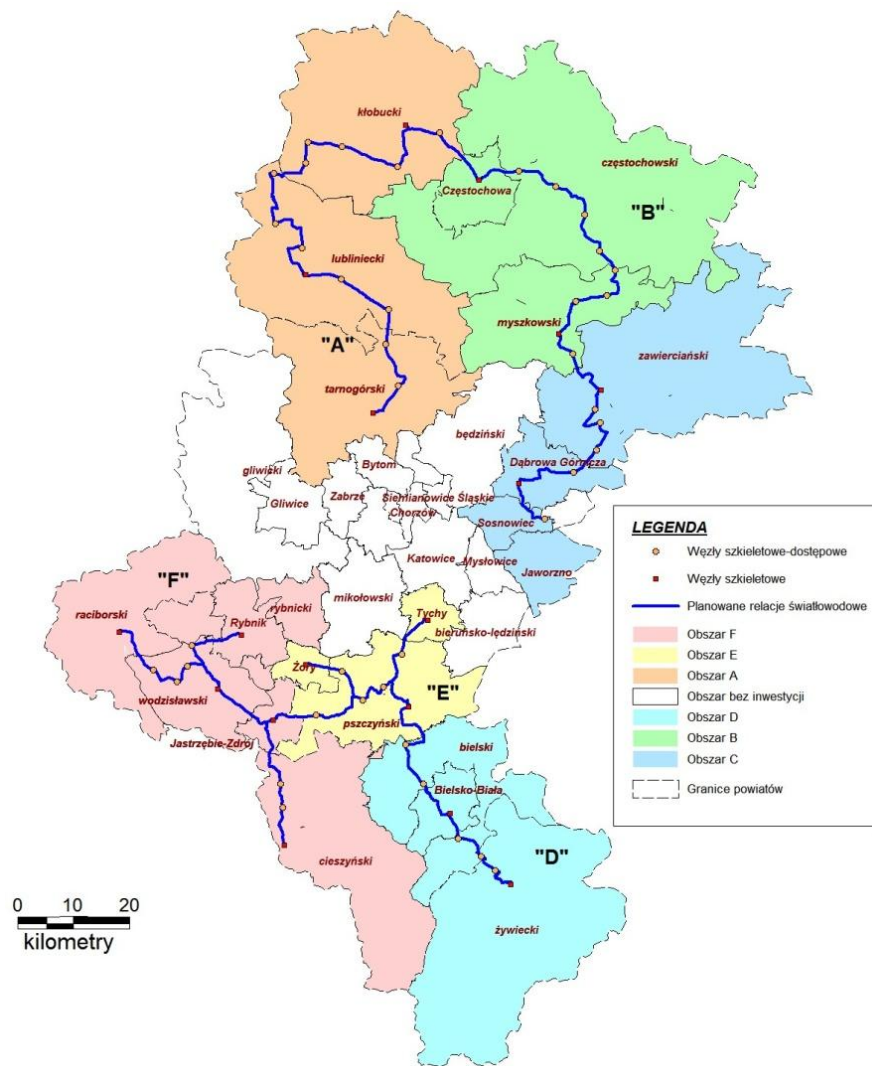 kłobucki
częstochowski
Częstochowa
"B"
lubliniecki
myszkowski
zawierciański
"A"
tarnogórski
będziński
Bytom
Dąbrowa Górnicza
gliwicki
Gliwice
Zabrze
Siemianowice Śląskie
Chorzów
Sosnowiec
Katowice
Mysłowice
Jaworzno
"F"
raciborski
Rybnik
rybnicki
mikołowski
Tychy
bieruńsko-lędziński
Żory
wodzisławski
"E"
pszczyński
Jastrzębie-Zdrój
bielski
Bielsko-Biała
cieszyński
"D"
żywiecki
0 10 20
kilometry
LEGENDA
Węzły szkieletowe-dostępowe
Węzły szkieletowe
Planowane relacje światłowodowe
Obszar F
Obszar E
Obszar A
Obszar bez inwestycji
Obszar D
Obszar B
Obszar C
Granice powiatów